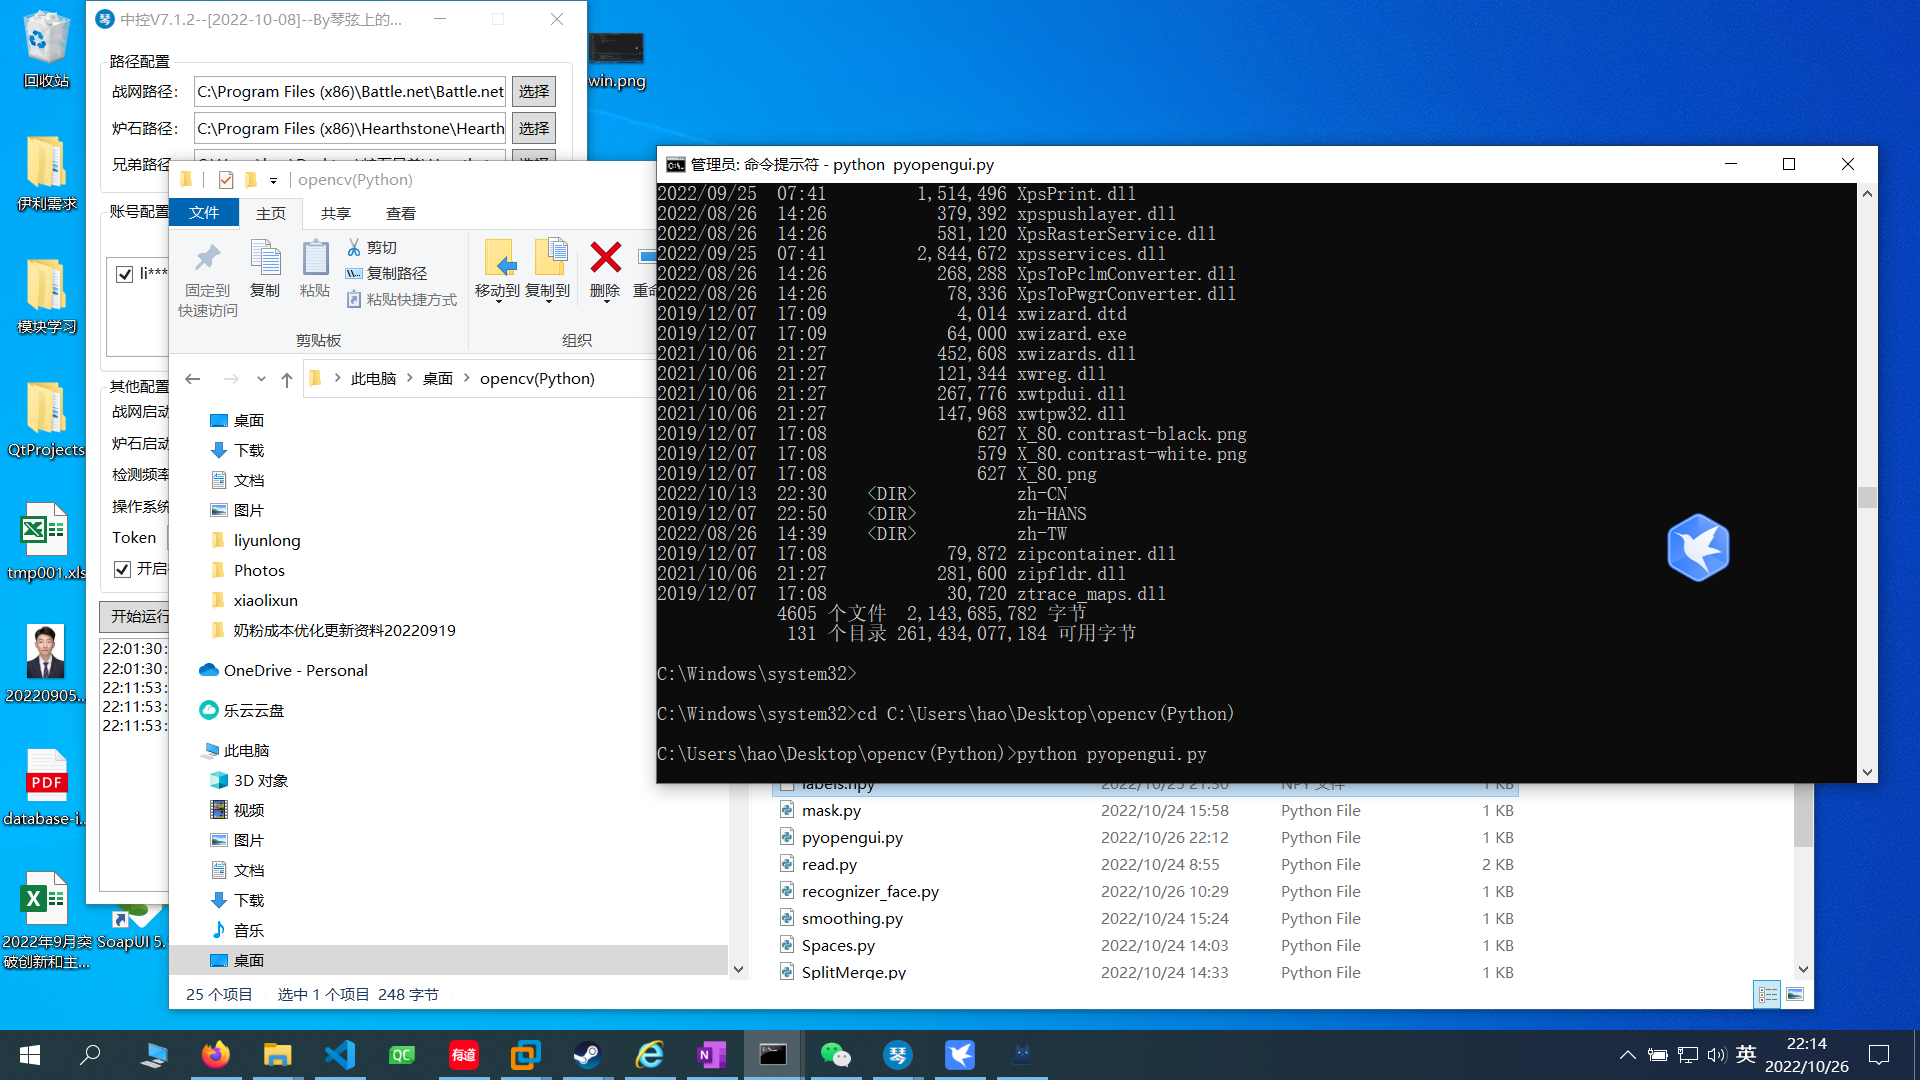 回收站
伊利需求
模块学习
QtProjects
tmp001.xls
20220905...
PDF
database-i...
2022年9月突
破创新和主...
SoapUI 5.
win.png
中控V7.1.2--[2022-10-08]--By琴弦上的...
路径配置
战网路径:
C:\Program Files (x86)\Battle.net\Battle.net
选择
炉石路径:
C:\Program Files (x86)\Hearthstone\Hearth
选择
兄弟路径
账号配置
li***
其他配置
战网启动
炉石启动
检测频率
操作系统
Token
开启
开始运行
22:01:30:
22:01:30:
22:11:53:
22:11:53:
22:11:53:
opencv(Python)
文件
主页
共享
查看
固定到
快速访问
复制
粘贴
剪切
复制路径
粘贴快捷方式
剪贴板
移动到
复制到
删除
重命
组织
此电脑
桌面
opencv(Python)
桌面
下载
文档
图片
liyunlong
Photos
xiaolixun
奶粉成本优化更新资料20220919
OneDrive - Personal
乐云云盘
此电脑
3D 对象
视频
图片
文档
下载
音乐
桌面
25 个项目
选中 1 个项目 248 字节
labels.npy 2022/10/25 21:50 NPY 文件 1 KB
mask.py 2022/10/24 15:58 Python File 1 KB
pyopengui.py 2022/10/26 22:12 Python File 1 KB
read.py 2022/10/24 8:55 Python File 2 KB
recognizer_face.py 2022/10/26 10:29 Python File 1 KB
smoothing.py 2022/10/24 15:24 Python File 1 KB
Spaces.py 2022/10/24 14:03 Python File 1 KB
SplitMerge.py 2022/10/24 14:33 Python File 1 KB
管理员: 命令提示符 - python pyopengui.py
2022/09/25 07:41 1,514,496 XpsPrint.dll
2022/08/26 14:26 379,392 xpspushlayer.dll
2022/08/26 14:26 581,120 XpsRasterService.dll
2022/09/25 07:41 2,844,672 xpsservices.dll
2022/08/26 14:26 268,288 XpsToPclmConverter.dll
2022/08/26 14:26 78,336 XpsToPwgrConverter.dll
2019/12/07 17:09 4,014 xwizard.dtd
2019/12/07 17:09 64,000 xwizard.exe
2021/10/06 21:27 452,608 xwizards.dll
2021/10/06 21:27 121,344 xwreg.dll
2021/10/06 21:27 267,776 xwtpdui.dll
2021/10/06 21:27 147,968 xwtpw32.dll
2019/12/07 17:08 627 X_80.contrast-black.png
2019/12/07 17:08 579 X_80.contrast-white.png
2019/12/07 17:08 627 X_80.png
2022/10/13 22:30 <DIR> zh-CN
2019/12/07 22:50 <DIR> zh-HANS
2022/08/26 14:39 <DIR> zh-TW
2019/12/07 17:08 79,872 zipcontainer.dll
2021/10/06 21:27 281,600 zipfldr.dll
2019/12/07 17:08 30,720 ztrace_maps.dll
4605 个文件 2,143,685,782 字节
131 个目录 261,434,077,184 可用字节
C:\Windows\system32>
C:\Windows\system32>cd C:\Users\hao\Desktop\opencv(Python)
C:\Users\hao\Desktop\opencv(Python)>python pyopengui.py
QC
有道
琴
英
22:14
2022/10/26